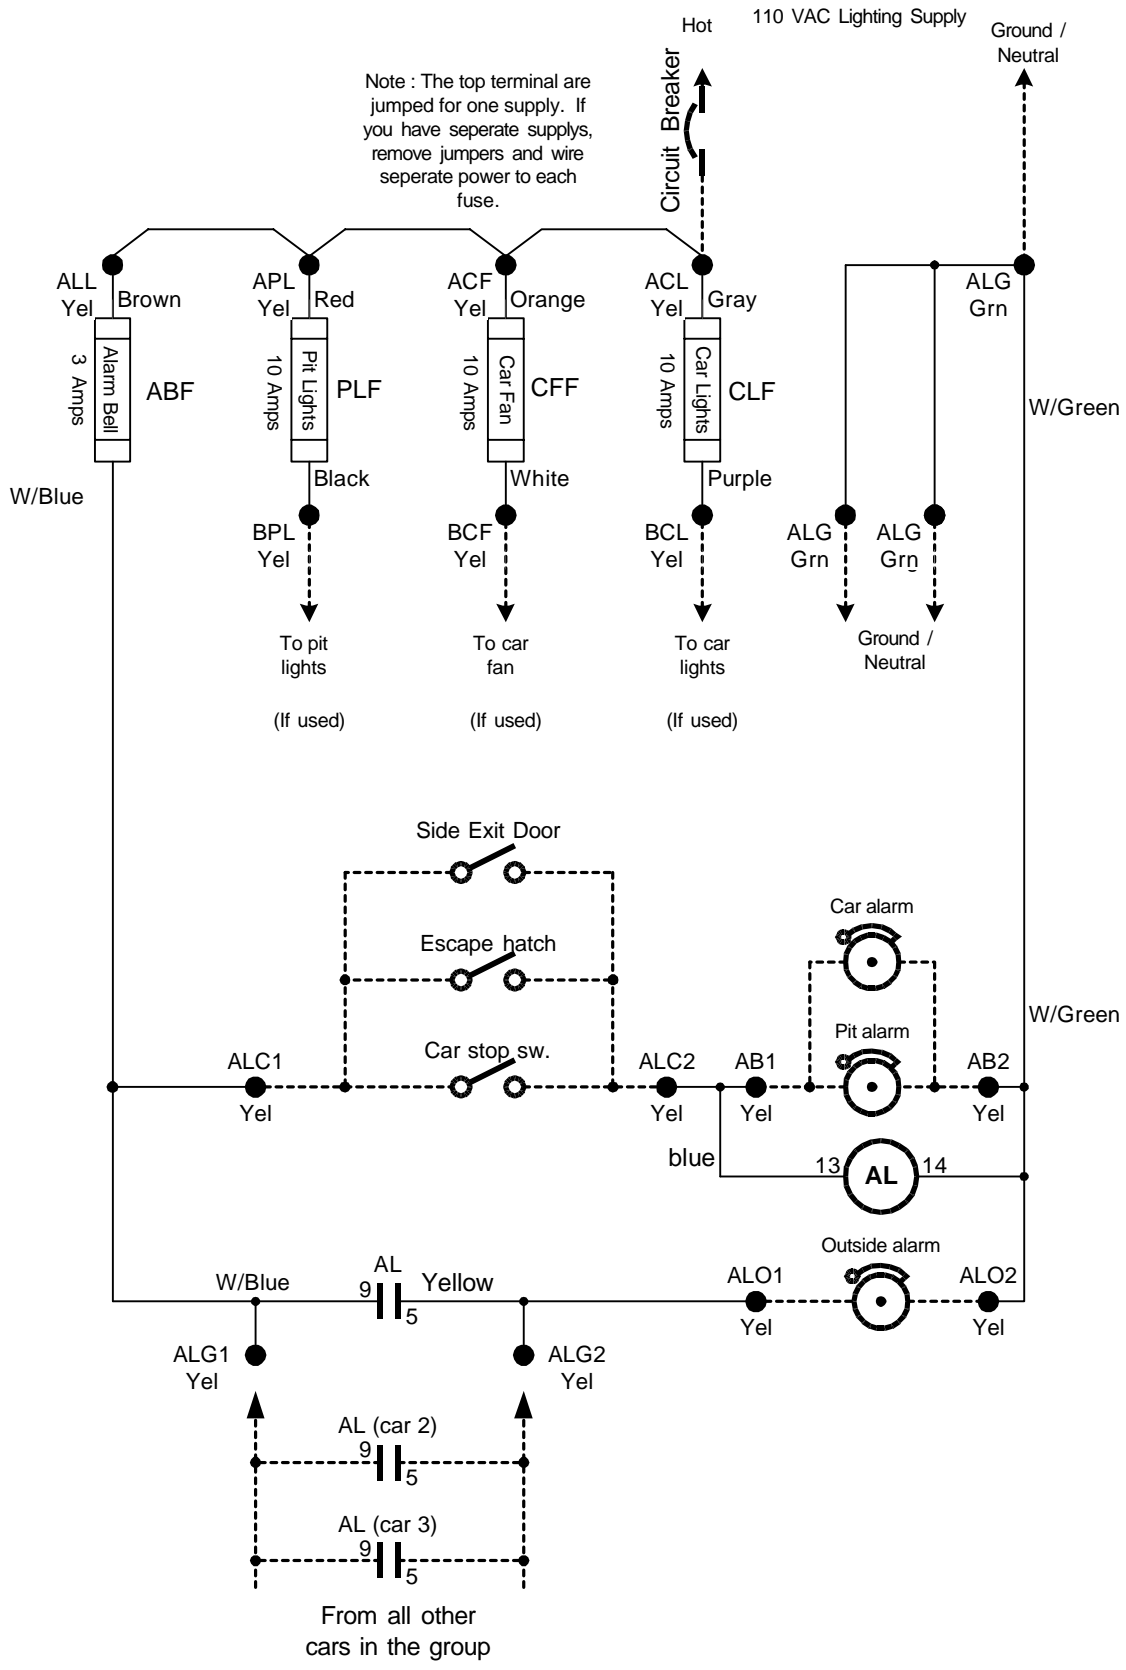 110 VAC Lighting Supply
Hot
Ground /
Neutral
Note : The top terminal are
jumped for one supply. If
you have seperate supplys,
remove jumpers and wire
seperate power to each
fuse.
Circuit Breaker
ALL
Yel
Brown
APL
Yel
Red
ACF
Yel
Orange
ACL
Yel
Gray
ALG
Grn
3 Amps
Alarm Bell
ABF
10 Amps
Pit Lights
PLF
10 Amps
Car Fan
CFF
10 Amps
Car Lights
CLF
W/Green
W/Blue
Black
White
Purple
BPL
Yel
BCF
Yel
BCL
Yel
ALG
Grn
ALG
Grn
To pit
lights
(If used)
To car
fan
(If used)
To car
lights
(If used)
Ground /
Neutral
Side Exit Door
Escape hatch
Car stop sw.
Car alarm
Pit alarm
W/Green
ALC1
Yel
ALC2
Yel
AB1
Yel
AB2
Yel
blue
13
AL
14
Outside alarm
W/Blue
AL
9
5
Yellow
ALO1
Yel
ALO2
Yel
ALG1
Yel
ALG2
Yel
AL (car 2)
9
5
AL (car 3)
9
5
From all other
cars in the group